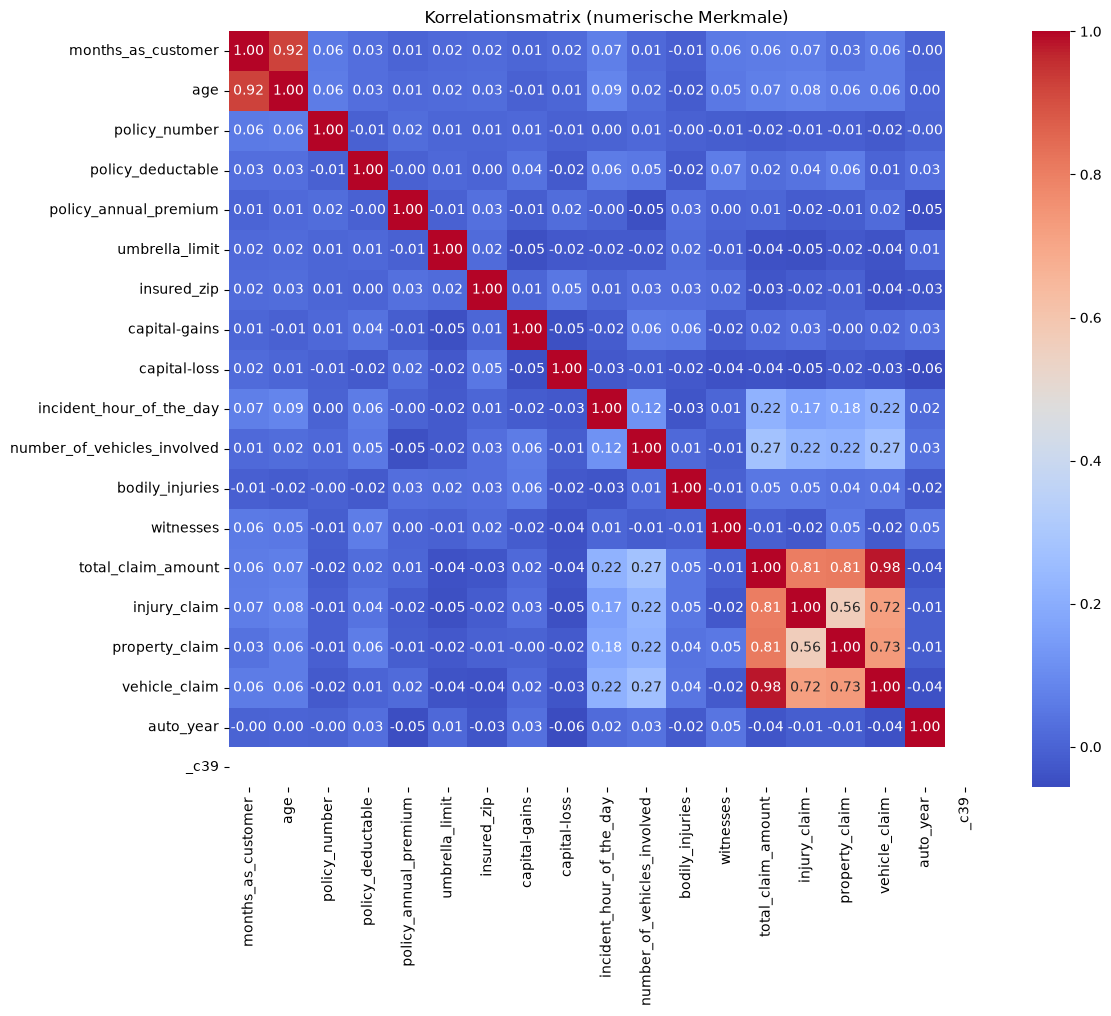 Korrelationsmatrix (numerische Merkmale)
months_as_customer 1.00 0.92 0.06 0.03 0.01 0.02 0.02 0.01 0.02 0.07 0.01 -0.01 0.06 0.06 0.07 0.03 0.06 -0.00
age 0.92 1.00 0.06 0.03 0.01 0.02 0.03 -0.01 0.01 0.09 0.02 -0.02 0.05 0.07 0.08 0.06 0.06 0.00
policy_number 0.06 0.06 1.00 -0.01 0.02 0.01 0.01 0.01 -0.01 0.00 0.01 -0.00 -0.01 -0.02 -0.01 -0.01 -0.02 -0.00
policy_deductable 0.03 0.03 -0.01 1.00 -0.00 0.01 0.00 0.04 -0.02 0.06 0.05 -0.02 0.07 0.02 0.04 0.06 0.01 0.03
policy_annual_premium 0.01 0.01 0.02 -0.00 1.00 -0.01 0.03 -0.01 0.02 -0.00 -0.05 0.03 0.00 0.01 -0.02 -0.01 0.02 -0.05
umbrella_limit 0.02 0.02 0.01 0.01 -0.01 1.00 0.02 -0.05 -0.02 -0.02 -0.02 0.02 -0.01 -0.04 -0.05 -0.02 -0.04 0.01
insured_zip 0.02 0.03 0.01 0.00 0.03 0.02 1.00 0.01 0.05 0.01 0.03 0.03 0.02 -0.03 -0.02 -0.01 -0.04 -0.03
capital-gains 0.01 -0.01 0.01 0.04 -0.01 -0.05 0.01 1.00 -0.05 -0.02 0.06 0.06 -0.02 0.02 0.03 -0.00 0.02 0.03
capital-loss 0.02 0.01 -0.01 -0.02 0.02 -0.02 0.05 -0.05 1.00 -0.03 -0.01 -0.02 -0.04 -0.04 -0.05 -0.02 -0.03 -0.06
incident_hour_of_the_day 0.07 0.09 0.00 0.06 -0.00 -0.02 0.01 -0.02 -0.03 1.00 0.12 -0.03 0.01 0.22 0.17 0.18 0.22 0.02
number_of_vehicles_involved 0.01 0.02 0.01 0.05 -0.05 -0.02 0.03 0.06 -0.01 0.12 1.00 0.01 -0.01 0.27 0.22 0.22 0.27 0.03
bodily_injuries -0.01 -0.02 -0.00 -0.02 0.03 0.02 0.03 0.06 -0.02 -0.03 0.01 1.00 -0.01 0.05 0.05 0.04 0.04 -0.02
witnesses 0.06 0.05 -0.01 0.07 0.00 -0.01 0.02 -0.02 -0.04 0.01 -0.01 -0.01 1.00 -0.01 -0.02 0.05 -0.02 0.05
total_claim_amount 0.06 0.07 -0.02 0.02 0.01 -0.04 -0.03 0.02 -0.04 0.22 0.27 0.05 -0.01 1.00 0.81 0.81 0.98 -0.04
injury_claim 0.07 0.08 -0.01 0.04 -0.02 -0.05 -0.02 0.03 -0.05 0.17 0.22 0.05 -0.02 0.81 1.00 0.56 0.72 -0.01
property_claim 0.03 0.06 -0.01 0.06 -0.01 -0.02 -0.01 -0.00 -0.02 0.18 0.22 0.04 0.05 0.81 0.56 1.00 0.73 -0.01
vehicle_claim 0.06 0.06 -0.02 0.01 0.02 -0.04 -0.04 0.02 -0.03 0.22 0.27 0.04 -0.02 0.98 0.72 0.73 1.00 -0.04
auto_year -0.00 0.00 -0.00 0.03 -0.05 0.01 -0.03 0.03 -0.06 0.02 0.03 -0.02 0.05 -0.04 -0.01 -0.01 -0.04 1.00
_c39
months_as_customer
age
policy_number
policy_deductable
policy_annual_premium
umbrella_limit
insured_zip
capital-gains
capital-loss
incident_hour_of_the_day
number_of_vehicles_involved
bodily_injuries
witnesses
total_claim_amount
injury_claim
property_claim
vehicle_claim
auto_year
_c39
1.0
0.8
0.6
0.4
0.2
0.0